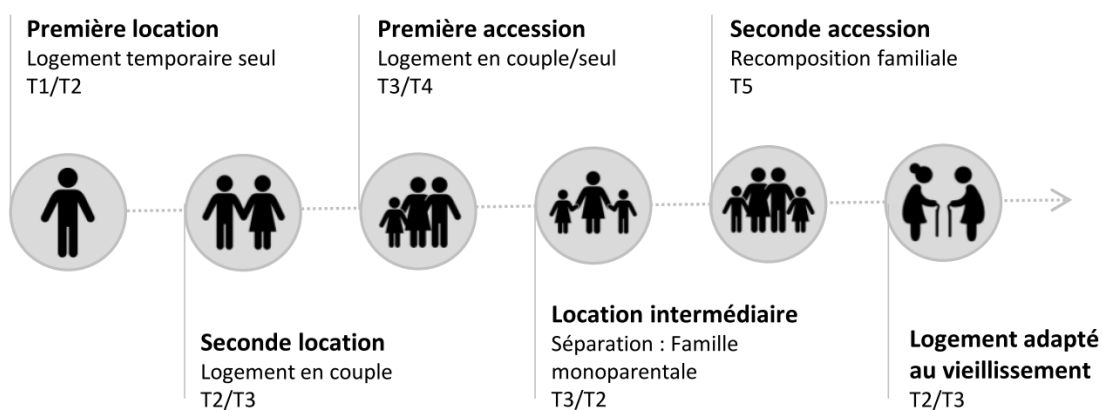 Première location
Logement temporaire seul
T1/T2
Première accession
Logement en couple/seul
T3/T4
Seconde accession
Recomposition familiale
T5
Seconde location
Logement en couple
T2/T3
Location intermédiaire
Séparation : Famille
monoparentale
T3/T2
Logement adapté
au vieillissement
T2/T3